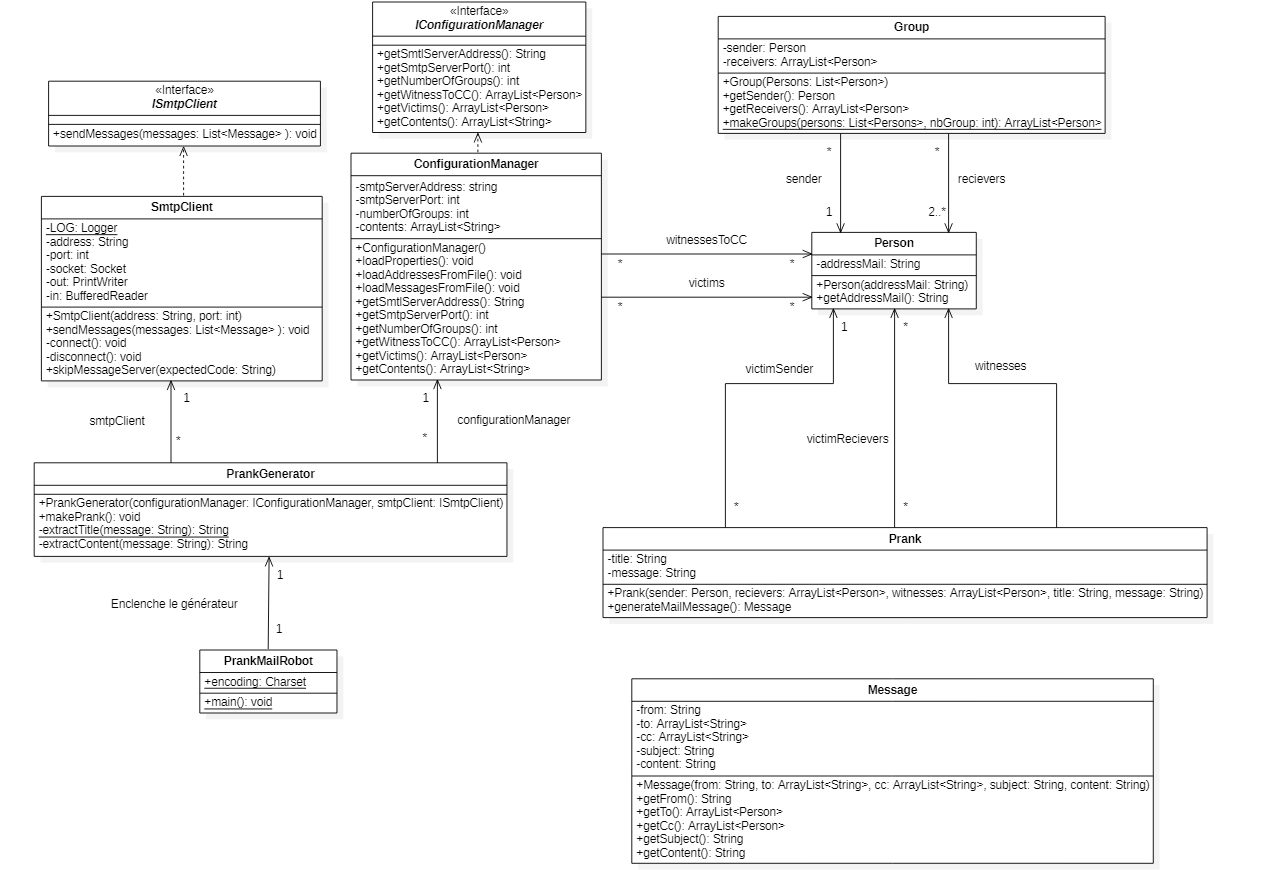 «Interface»
IConfigurationManager
+getSmtlServerAddress(): String
+getSmtpServerPort(): int
+getNumberOfGroups(): int
+getWitnessToCC(): ArrayList<Person>
+getVictims(): ArrayList<Person>
+getContents(): ArrayList<String>
Group
-sender: Person
-receivers: ArrayList<Person>
+Group(Persons: List<Person>)
+getSender(): Person
+getReceivers(): ArrayList<Person>
+makeGroups(persons: List<Persons>, nbGroup: int): ArrayList<Person>
«Interface»
ISmtpClient
+sendMessages(messages: List<Message> ): void
ConfigurationManager
-smtpServerAddress: string
-smtpServerPort: int
-numberOfGroups: int
-contents: ArrayList<String>
+ConfigurationManager()
+loadProperties(): void
+loadAddressesFromFile(): void
+loadMessagesFromFile(): void
+getSmtlServerAddress(): String
+getSmtpServerPort(): int
+getNumberOfGroups(): int
+getWitnessToCC(): ArrayList<Person>
+getVictims(): ArrayList<Person>
+getContents(): ArrayList<String>
*
*
sender
recievers
1
2..*
SmtpClient
-LOG: Logger
-address: String
-port: int
-socket: Socket
-out: PrintWriter
-in: BufferedReader
+SmtpClient(address: String, port: int)
+sendMessages(messages: List<Message> ): void
-connect(): void
-disconnect(): void
+skipMessageServer(expectedCode: String)
witnessesToCC
*
*
victims
*
*
Person
-addressMail: String
+Person(addressMail: String)
+getAddressMail(): String
1
*
victimSender
witnesses
victimRecievers
*
*
1
smtpClient
*
1
configurationManager
*
PrankGenerator
+PrankGenerator(configurationManager: IConfigurationManager, smtpClient: ISmtpClient)
+makePrank(): void
-extractTitle(message: String): String
-extractContent(message: String): String
Prank
-title: String
-message: String
+Prank(sender: Person, recievers: ArrayList<Person>, witnesses: ArrayList<Person>, title: String, message: String)
+generateMailMessage(): Message
1
Enclenche le générateur
1
PrankMailRobot
+encoding: Charset
+main(): void
Message
-from: String
-to: ArrayList<String>
-cc: ArrayList<String>
-subject: String
-content: String
+Message(from: String, to: ArrayList<String>, cc: ArrayList<String>, subject: String, content: String)
+getFrom(): String
+getTo(): ArrayList<Person>
+getCc(): ArrayList<Person>
+getSubject(): String
+getContent(): String